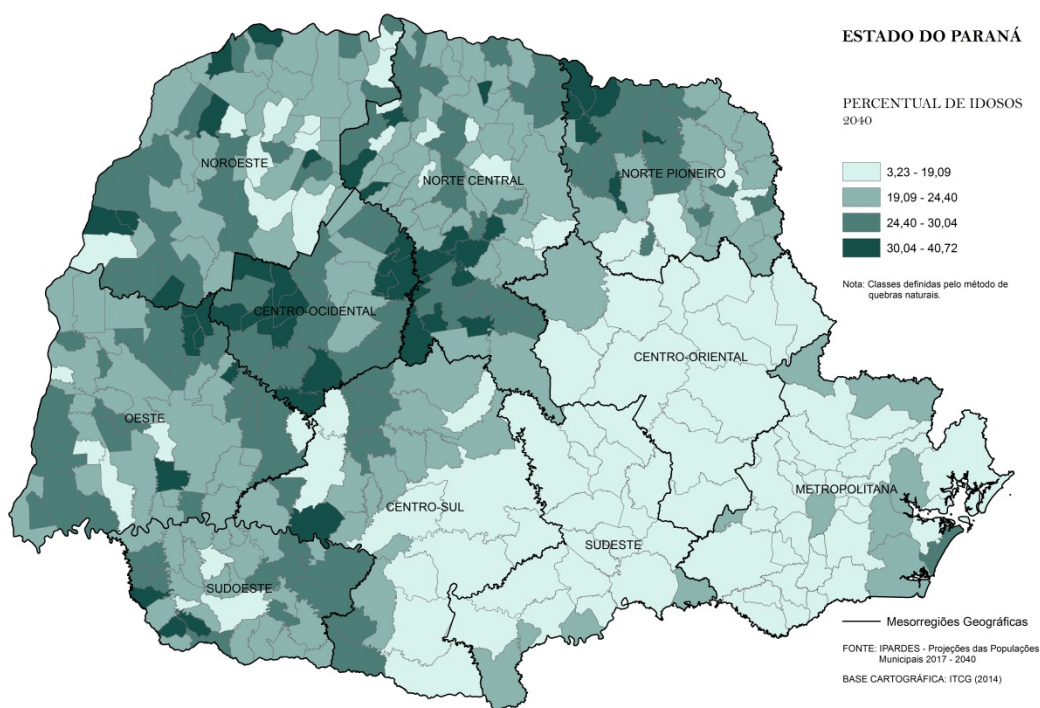 ESTADO DO PARANÁ
PERCENTUAL DE IDOSOS
2040
3,23 - 19,09
19,09 - 24,40
24,40 - 30,04
30,04 - 40,72
Nota: Classes definidas pelo método de
quebras naturais.
NOROESTE
NORTE CENTRAL
NORTE PIONEIRO
CENTRO-OCIDENTAL
CENTRO-ORIENTAL
OESTE
METROPOLITANA
CENTRO-SUL
SUDESTE
SUDOESTE
Mesorregiões Geográficas
FONTE: IPARDES - Projeções das Populações
Municipais 2017 - 2040
BASE CARTOGRÁFICA: ITCG (2014)